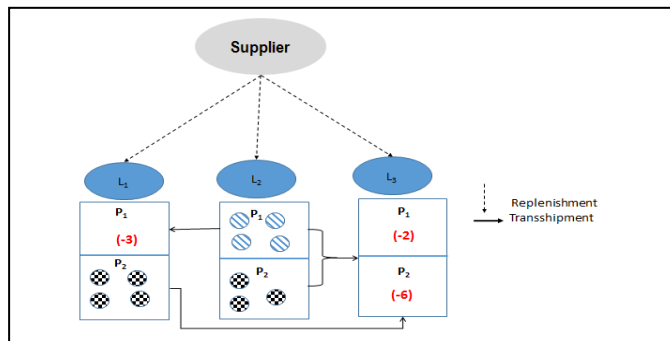 Supplier
L1
L2
L3
P1
(-3)
P2
P1
P2
P1
(-2)
P2
(-6)
Replenishment
Transshipment